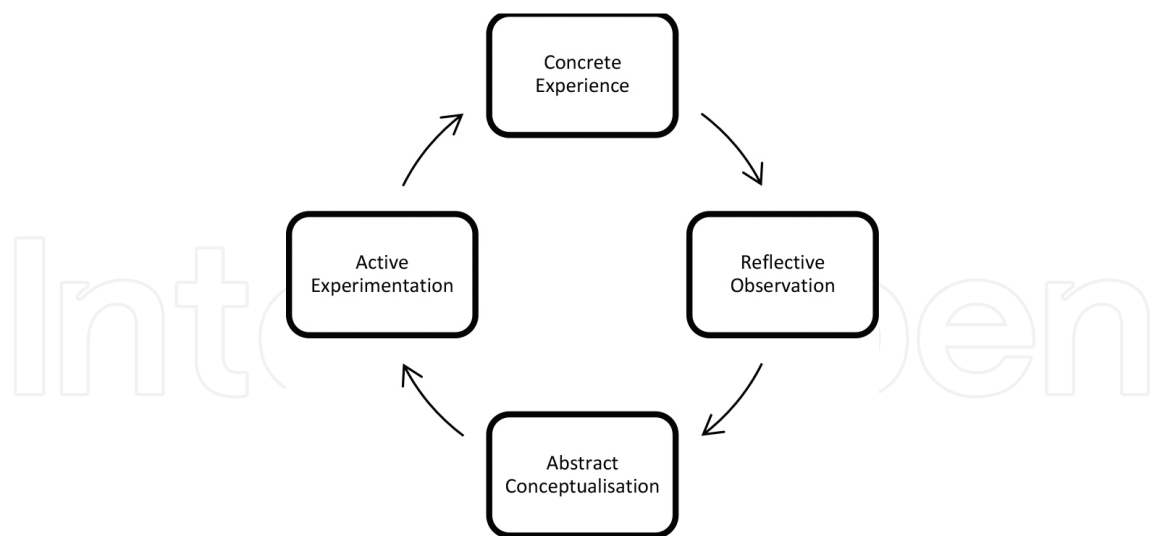 Concrete
Experience
Active
Experimentation
Reflective
Observation
Abstract
Conceptualisation